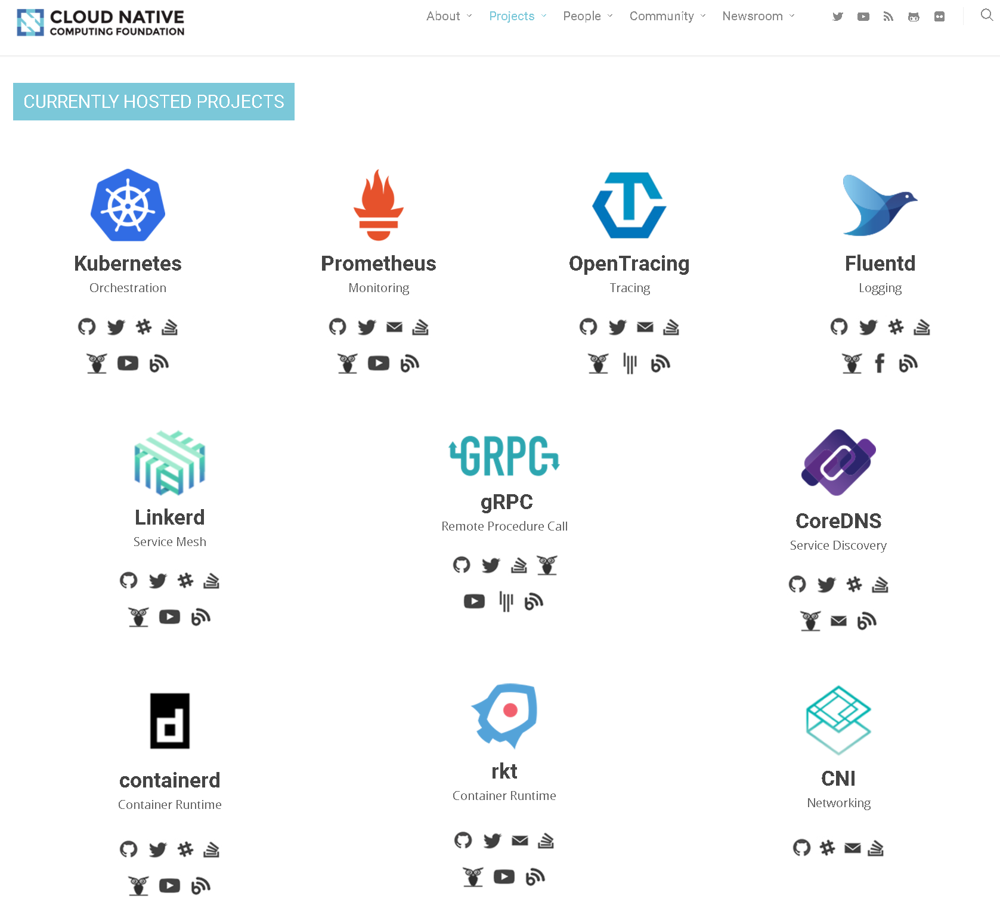 CLOUD NATIVE
COMPUTING FOUNDATION
About Projects People Community Newsroom
CURRENTLY HOSTED PROJECTS
Kubernetes Prometheus OpenTracing Fluentd
Orchestration Monitoring Tracing Logging
GRPC
Linkerd gRPC CoreDNS
Service Mesh Remote Procedure Call Service Discovery
containerd rkt CNI
Container Runtime Container Runtime Networking